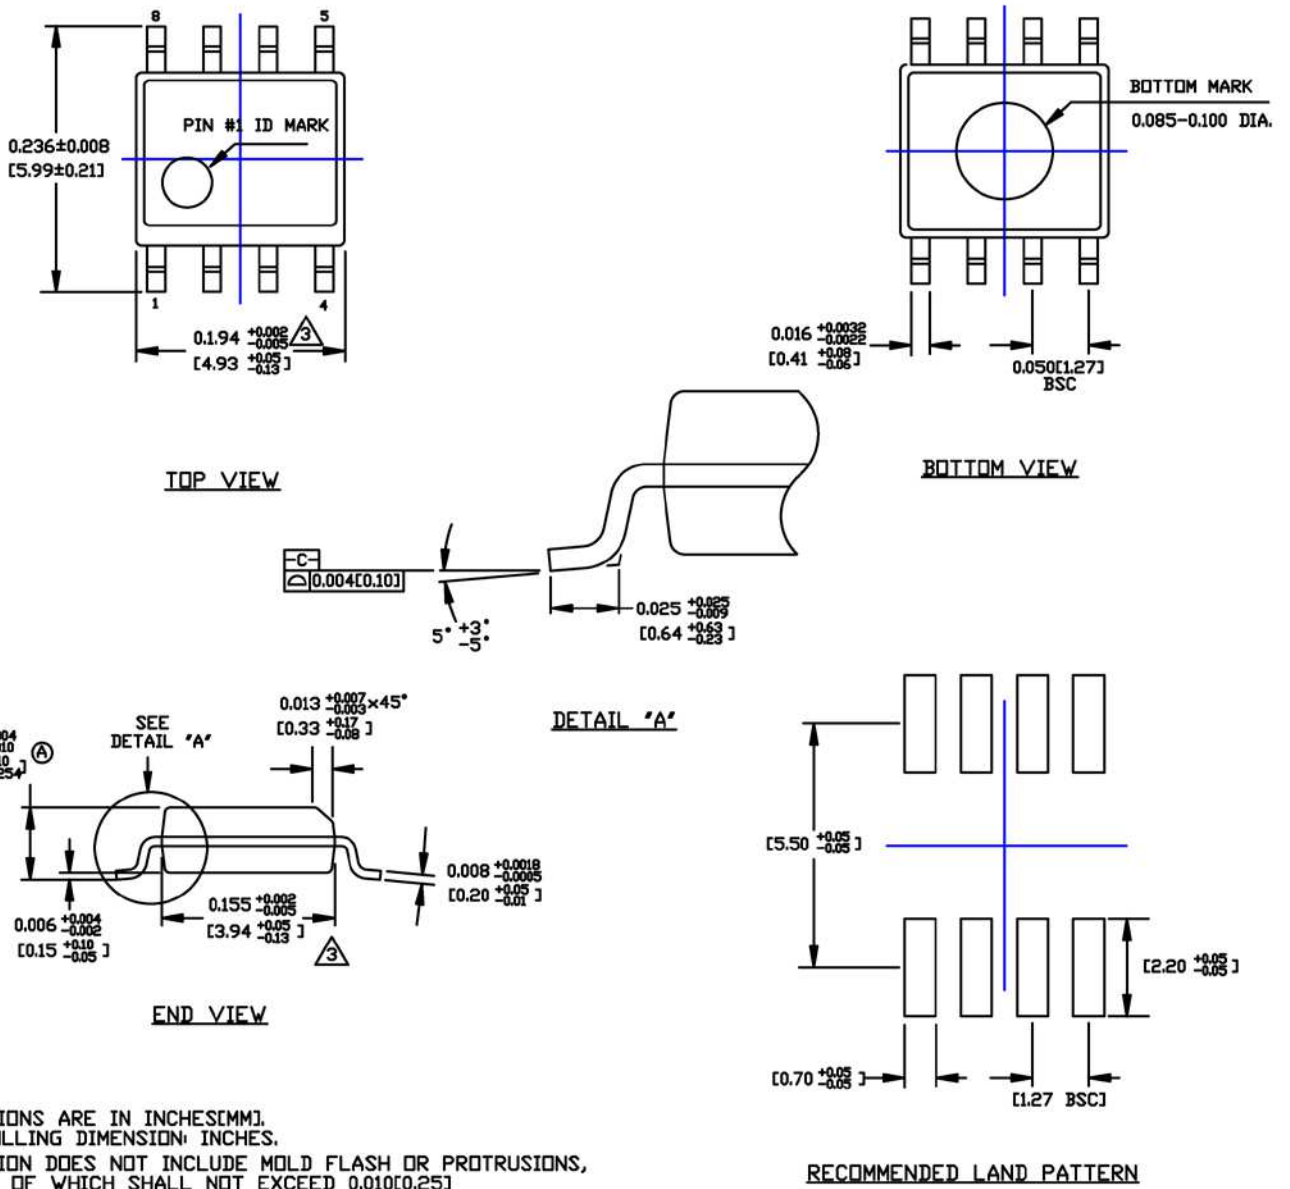 8 5
PIN #1 ID MARK
0.236±0.008
[5.99±0.21]
1 4
0.1.94 +0.002 -0.005 3
[4.93 +0.05 -0.13 ]
TOP VIEW
BOTTOM MARK
0.085-0.100 DIA.
0.016 +0.0032 -0.0022
[0.41 +0.08 -0.06 ]
0.050[1.27]
BSC
BOTTOM VIEW
-C-
0.004[0.10]
5° +3° -5°
0.025 +0.025 -0.009
[0.64 +0.63 -0.23 ]
DETAIL "A"
SEE
DETAIL "A"
0.013 +0.007 -0.003 ×45°
[0.33 +0.17 -0.08 ]
A
0.006 +0.004 -0.002
[0.15 +0.10 -0.05 ]
0.155 +0.002 -0.005
[3.94 +0.05 -0.13 ]
3
0.008 +0.0018 -0.0005
[0.20 +0.05 -0.01 ]
END VIEW
[5.50 +0.05 -0.05 ]
[2.20 +0.05 -0.05 ]
[0.70 +0.05 -0.05 ]
[1.27 BSC]
RECOMMENDED LAND PATTERN
IONS ARE IN INCHES[MM].
LLING DIMENSION: INCHES.
ION DOES NOT INCLUDE MOLD FLASH OR PROTRUSIONS,
OF WHICH SHALL NOT EXCEED 0.010[0.25]